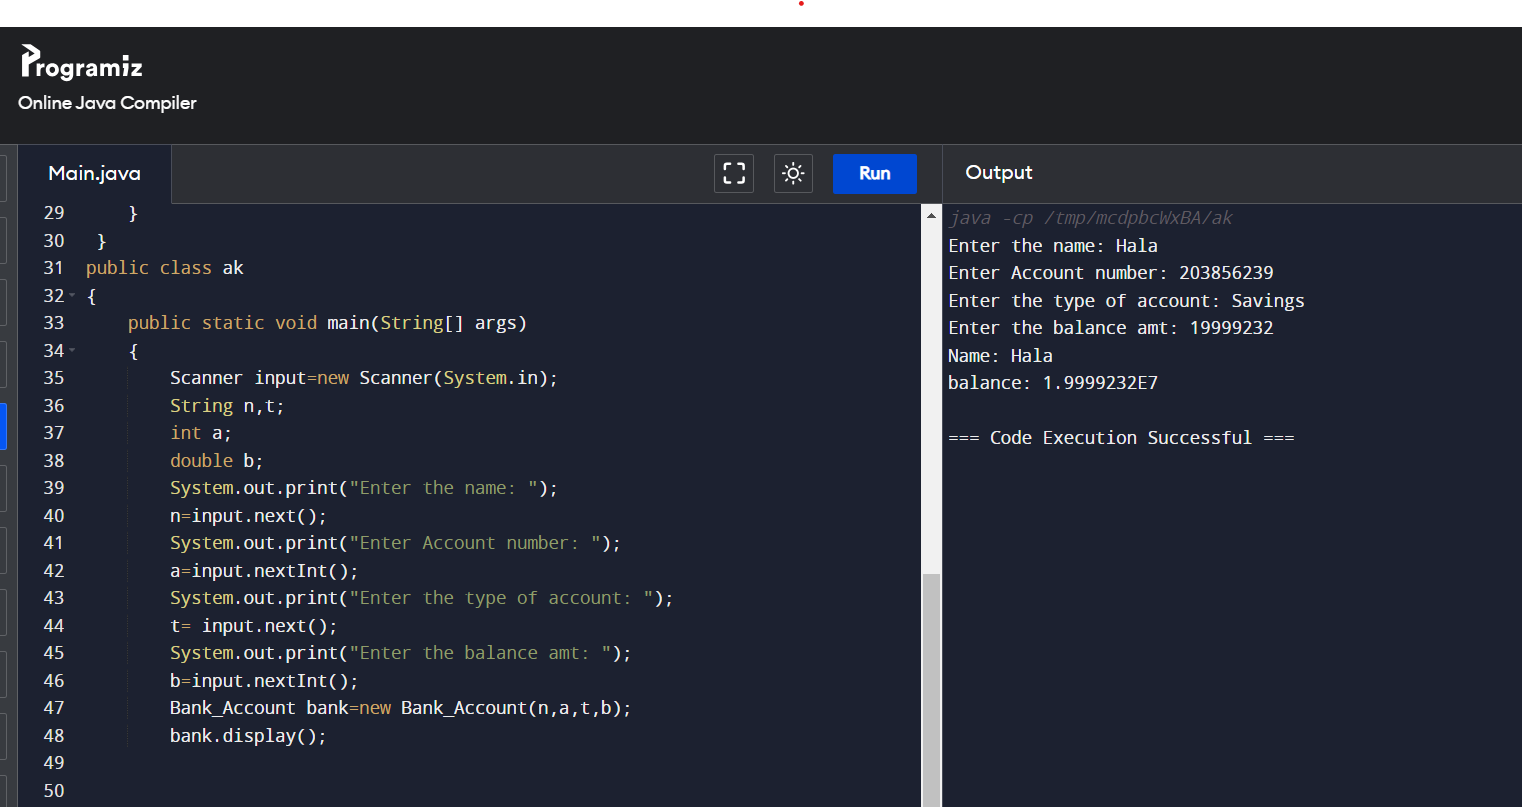 Programiz
Online Java Compiler
Main.java
Run
Output
29 }
30 }
31 public class ak
32 {
33 public static void main(String[] args)
34 {
35 Scanner input=new Scanner(System.in);
36 String n,t;
37 int a;
38 double b;
39 System.out.print("Enter the name: ");
40 n=input.next();
41 System.out.print("Enter Account number: ");
42 a=input.nextInt();
43 System.out.print("Enter the type of account: ");
44 t= input.next();
45 System.out.print("Enter the balance amt: ");
46 b=input.nextInt();
47 Bank_Account bank=new Bank_Account(n,a,t,b);
48 bank.display();
49
50
java -cp /tmp/mcdpbcWxBA/ak
Enter the name: Hala
Enter Account number: 203856239
Enter the type of account: Savings
Enter the balance amt: 19999232
Name: Hala
balance: 1.9999232E7
=== Code Execution Successful ===